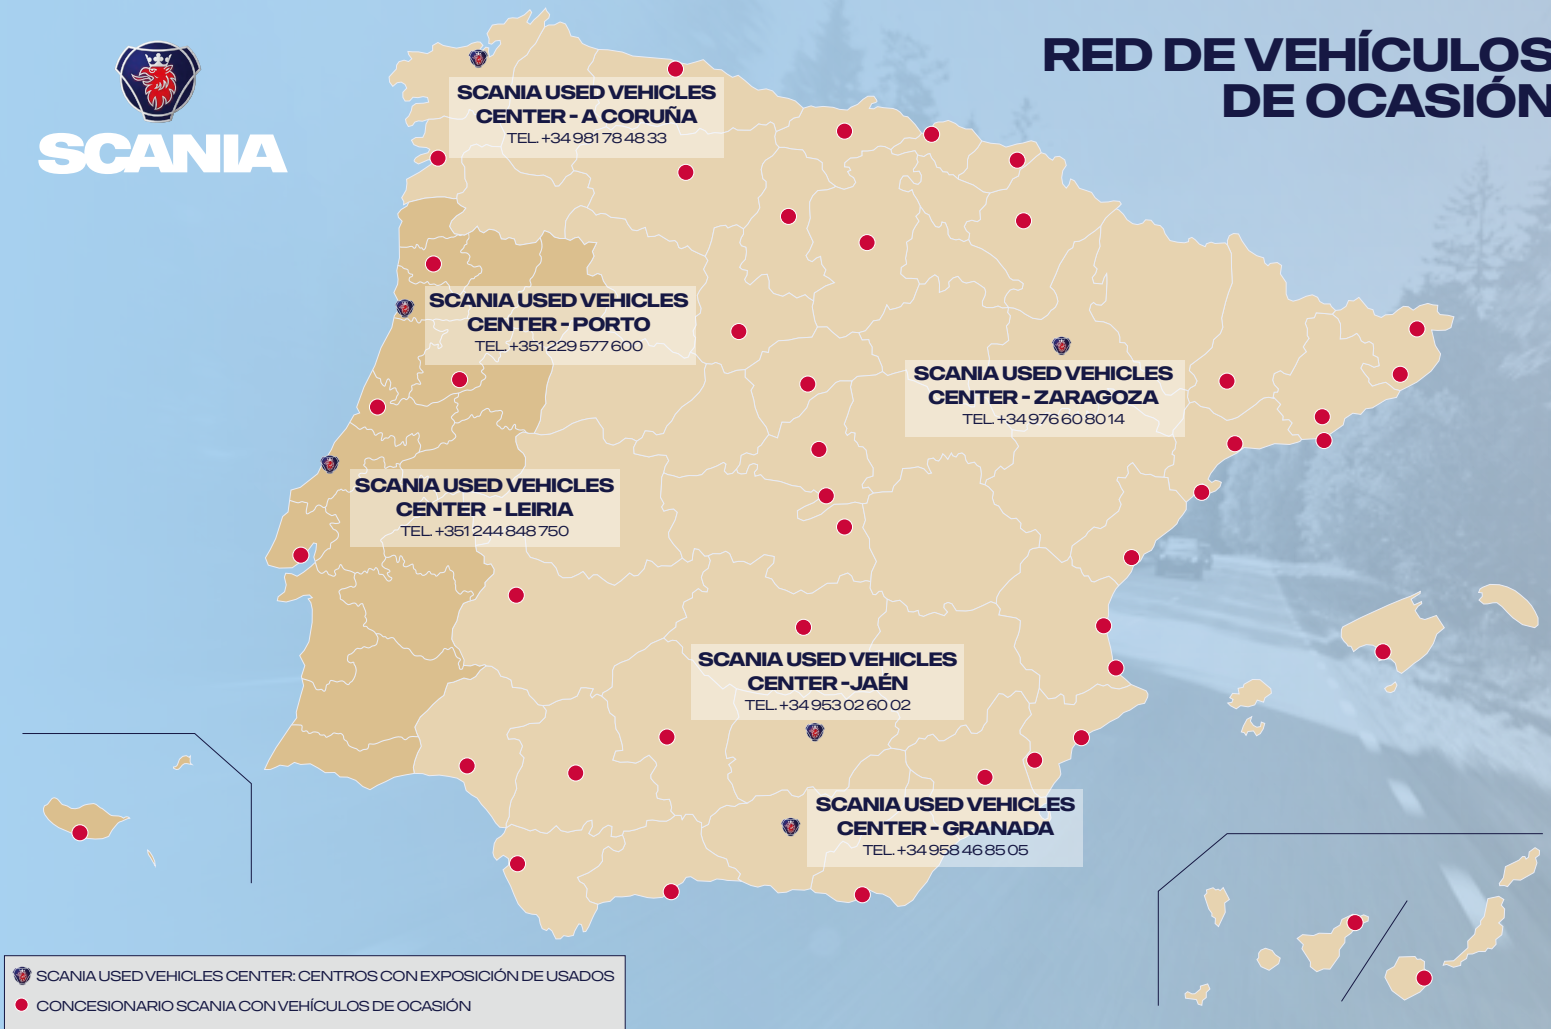 SCANIA
RED DE VEHÍCULOS
DE OCASIÓN
SCANIA USED VEHICLES
CENTER - A CORUÑA
TEL. +34 981 78 48 33
SCANIA USED VEHICLES
CENTER - PORTO
TEL. +351 229 577 600
SCANIA USED VEHICLES
CENTER - ZARAGOZA
TEL. +34 976 60 80 14
SCANIA USED VEHICLES
CENTER - LEIRIA
TEL. +351 244 848 750
SCANIA USED VEHICLES
CENTER -JAÉN
TEL. +34 953 02 60 02
SCANIA USED VEHICLES
CENTER - GRANADA
TEL. +34 958 46 85 05
SCANIA USED VEHICLES CENTER: CENTROS CON EXPOSICIÓN DE USADOS
CONCESIONARIO SCANIA CON VEHÍCULOS DE OCASIÓN